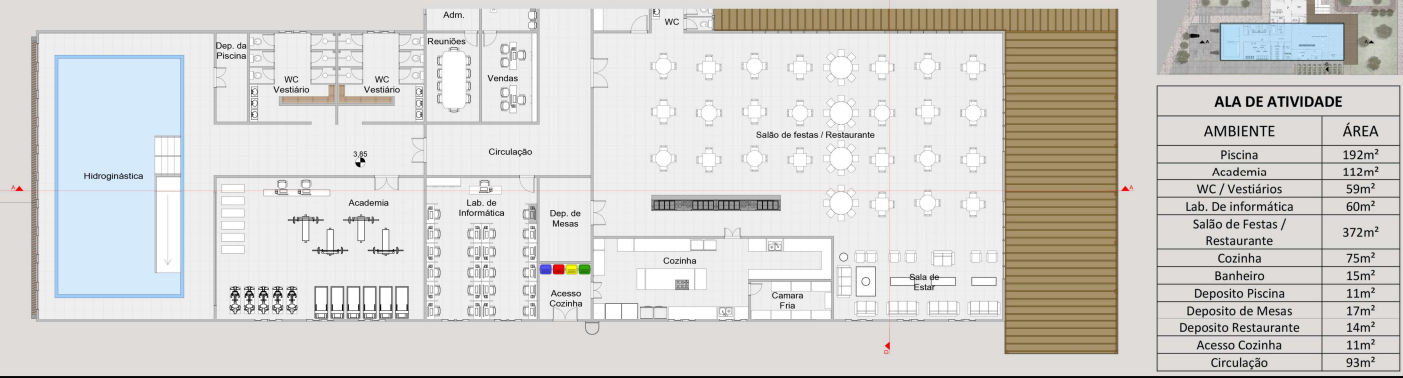 Adm.
WC
Reuniões
Dep. da
Piscina
WC
Vestiário
WC
Vestiário
Vendas
Salão de festas / Restaurante
Circulação
3,85
Hidroginástica
A
A
Academia
Lab. de
Informática
Dep. de
Mesas
Cozinha
Sala de
Estar
Acesso
Cozinha
Camara
Fria
ALA DE ATIVIDADE
AMBIENTE ÁREA
Piscina 192m²
Academia 112m²
WC / Vestiários 59m²
Lab. De informática 60m²
Salão de Festas /
Restaurante 372m²
Cozinha 75m²
Banheiro 15m²
Deposito Piscina 11m²
Deposito de Mesas 17m²
Deposito Restaurante 14m²
Acesso Cozinha 11m²
Circulação 93m²